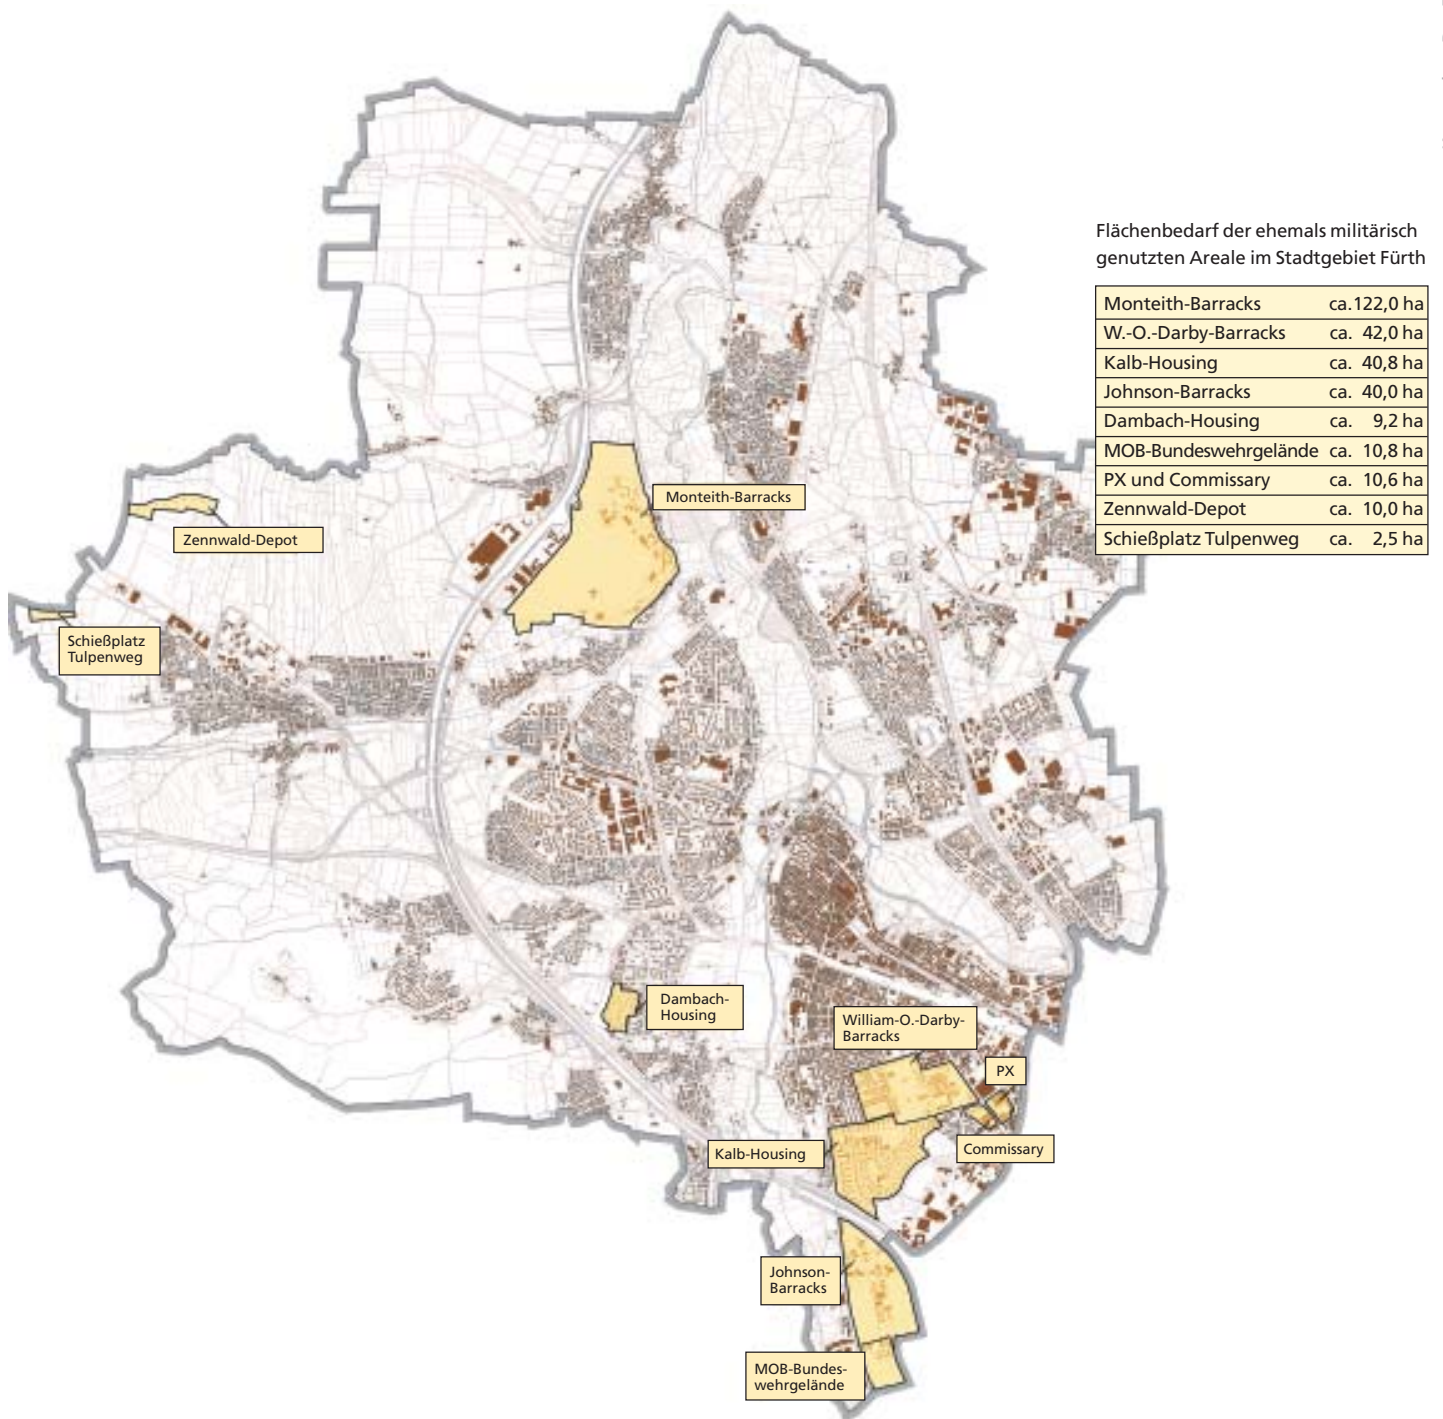 Flächenbedarf der ehemals militärisch
genutzten Areale im Stadtgebiet Fürth
Monteith-Barracks ca.122,0 ha
W.-O.-Darby-Barracks ca. 42,0 ha
Kalb-Housing ca. 40,8 ha
Johnson-Barracks ca. 40,0 ha
Dambach-Housing ca. 9,2 ha
MOB-Bundeswehrgelände ca. 10,8 ha
PX und Commissary ca. 10,6 ha
Zennwald-Depot ca. 10,0 ha
Schießplatz Tulpenweg ca. 2,5 ha
Monteith-Barracks
Zennwald-Depot
Schießplatz
Tulpenweg
Dambach-
Housing
William-O.-Darby-
Barracks
PX
Commissary
Kalb-Housing
Johnson-
Barracks
MOB-Bundes-
wehrgelände